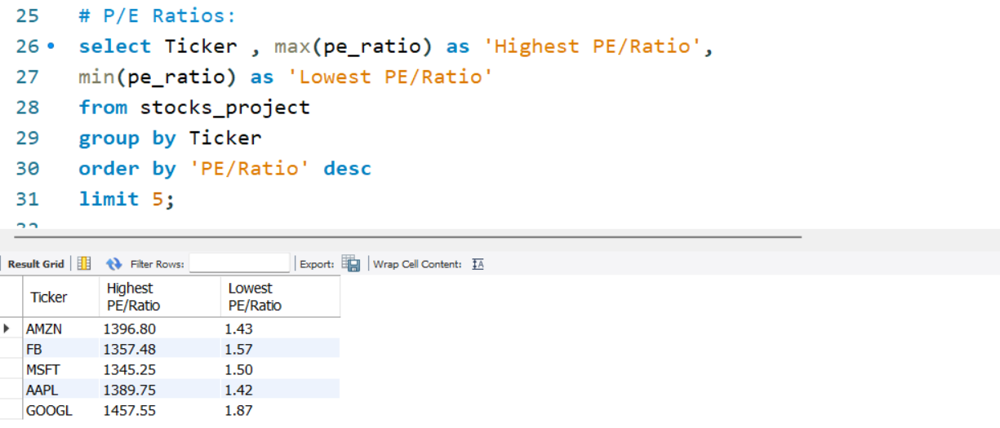 25 # P/E Ratios:
26 select Ticker , max(pe_ratio) as 'Highest PE/Ratio',
27 min(pe_ratio) as 'Lowest PE/Ratio'
28 from stocks_project
29 group by Ticker
30 order by 'PE/Ratio' desc
31 limit 5;
Result Grid Filter Rows: Export: Wrap Cell Content:
Ticker Highest PE/Ratio Lowest PE/Ratio
AMZN 1396.80 1.43
FB 1357.48 1.57
MSFT 1345.25 1.50
AAPL 1389.75 1.42
GOOGL 1457.55 1.87